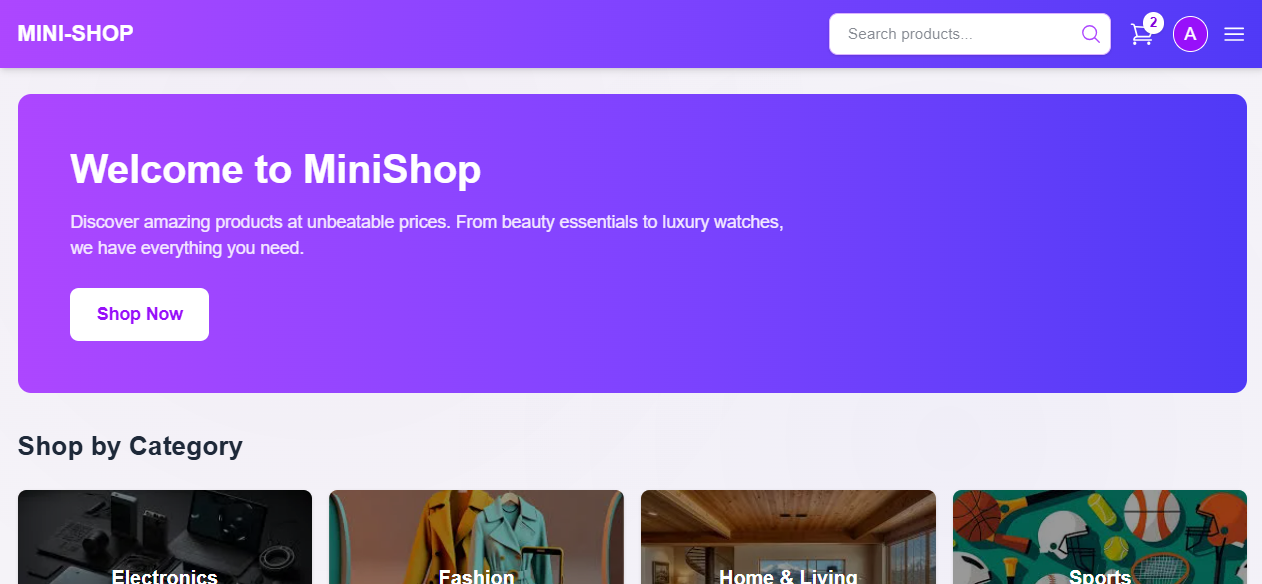 MINI-SHOP
Search products...
2
A
Welcome to MiniShop
Discover amazing products at unbeatable prices. From beauty essentials to luxury watches,
we have everything you need.
Shop Now
Shop by Category
Electronics
Fashion
Home & Living
Sports